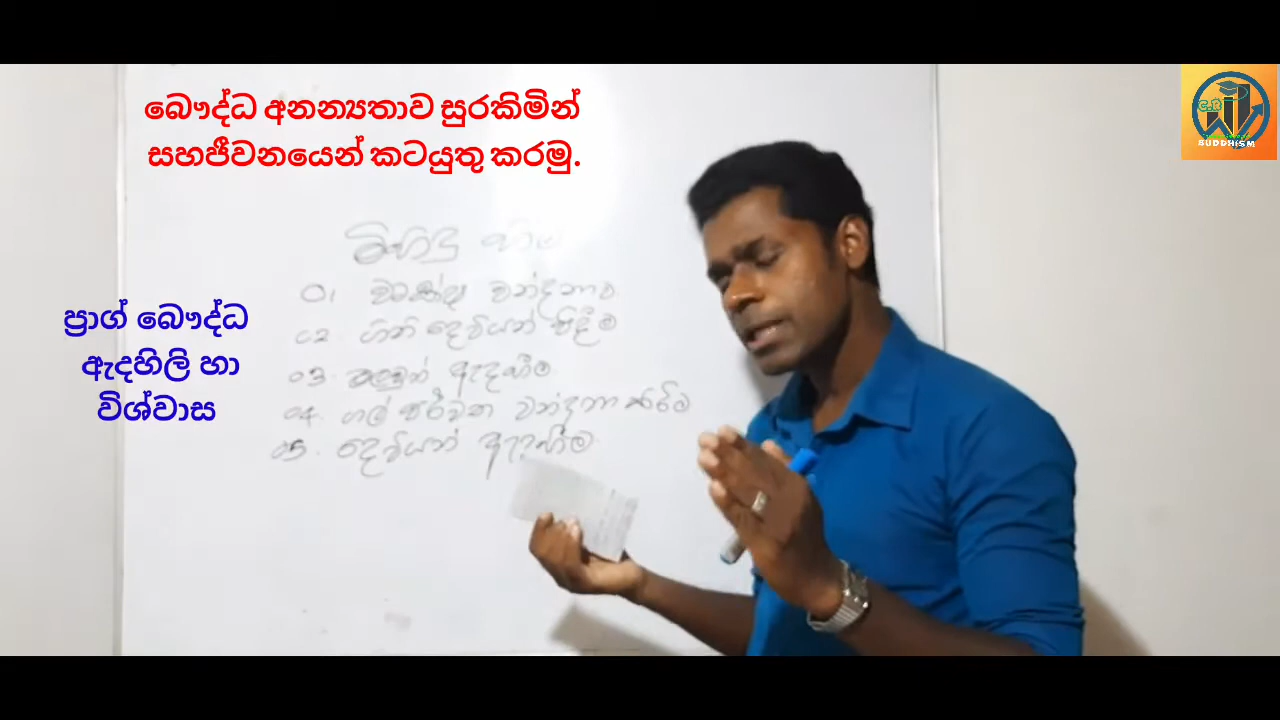 බෞද්ධ අනන්‍යතාව සුරකිමින්
සහජීවනයෙන් කටයුතු කරමු.
BUDDHISM
ප්‍රාග් බෞද්ධ
ඇදහිලි හා
විශ්වාස
මිහිඳු හිමි
01. වන්දනාව
02. ගිනි දෙවියන් පිදීම
03. ඇදහීම
04. ගල් පර්වත වන්දනා කිරීම
05. දෙවියන් ඇදහීම